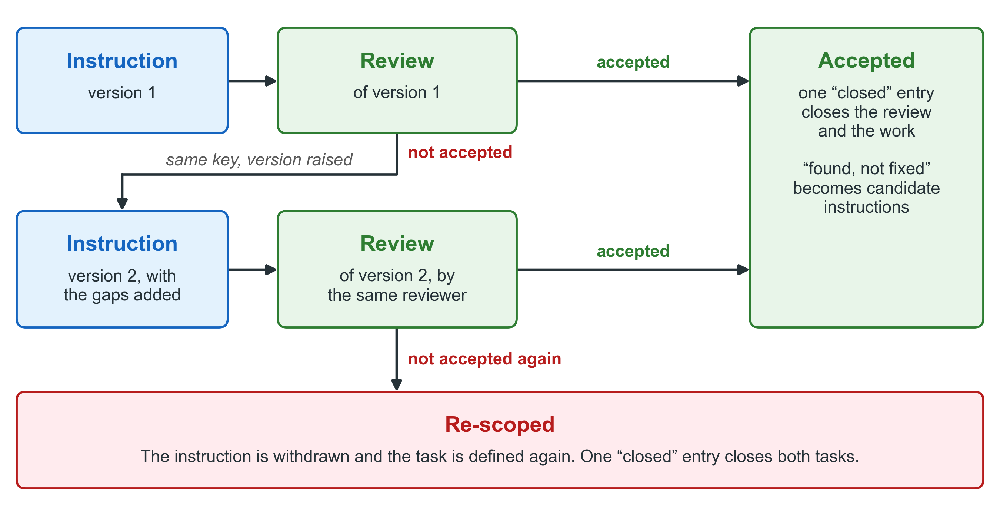 Instruction
version 1
Review
of version 1
accepted
Accepted
one “closed” entry
closes the review
and the work
“found, not fixed”
becomes candidate
instructions
not accepted
same key, version raised
Instruction
version 2, with
the gaps added
Review
of version 2, by
the same reviewer
accepted
not accepted again
Re-scoped
The instruction is withdrawn and the task is defined again. One “closed” entry closes both tasks.